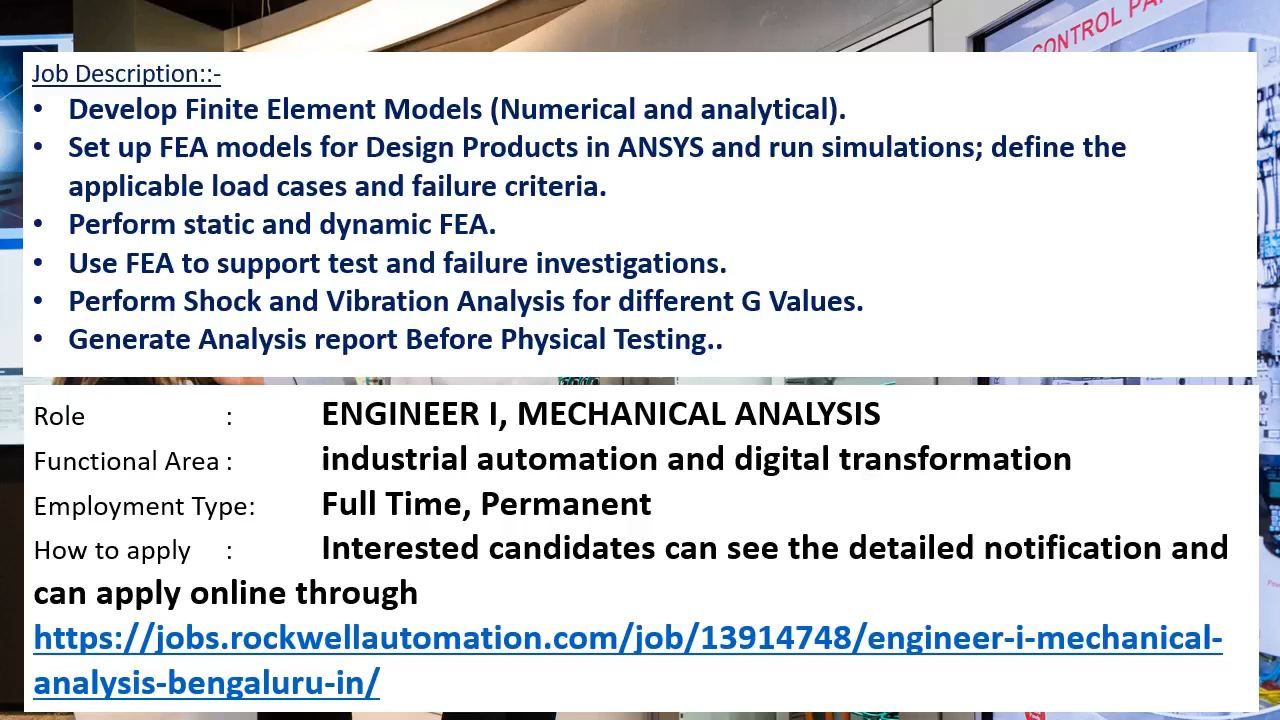 CONTROL PA
Job Description::-
• Develop Finite Element Models (Numerical and analytical).
• Set up FEA models for Design Products in ANSYS and run simulations; define the
applicable load cases and failure criteria.
• Perform static and dynamic FEA.
• Use FEA to support test and failure investigations.
• Perform Shock and Vibration Analysis for different G Values.
• Generate Analysis report Before Physical Testing..
Role : ENGINEER I, MECHANICAL ANALYSIS
Functional Area : industrial automation and digital transformation
Employment Type: Full Time, Permanent
How to apply : Interested candidates can see the detailed notification and
can apply online through
https://jobs.rockwellautomation.com/job/13914748/engineer-i-mechanical-
analysis-bengaluru-in/